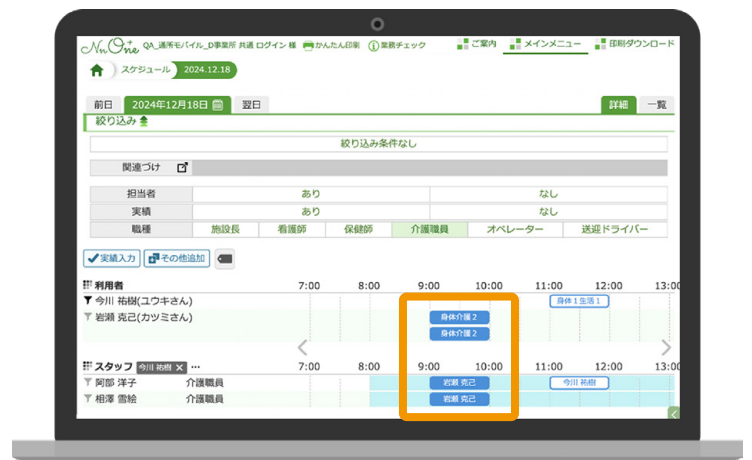 NnOne QA_通所モバイル_D事業所 共通 ログイン 様 かんたん印刷 業務チェック ご案内 メインメニュー 印刷ダウンロード
スケジュール 2024.12.18
前日 2024年12月18日 翌日 詳細 一覧
絞り込み
絞り込み条件なし
関連づけ
担当者 あり なし
実績 あり なし
職種 施設長 看護師 保健師 介護職員 オペレーター 送迎ドライバー
実績入力 その他追加
利用者 7:00 8:00 9:00 10:00 11:00 12:00 13:00
今川 祐樹(ユウキさん) 身体1生活1
岩瀬 克己(カツミさん) 身体介護2
身体介護2
スタッフ 今川 祐樹 × ... 7:00 8:00 9:00 10:00 11:00 12:00 13:00
阿部 洋子 介護職員 岩瀬 克己 今川 祐樹
相澤 雪絵 介護職員 岩瀬 克己